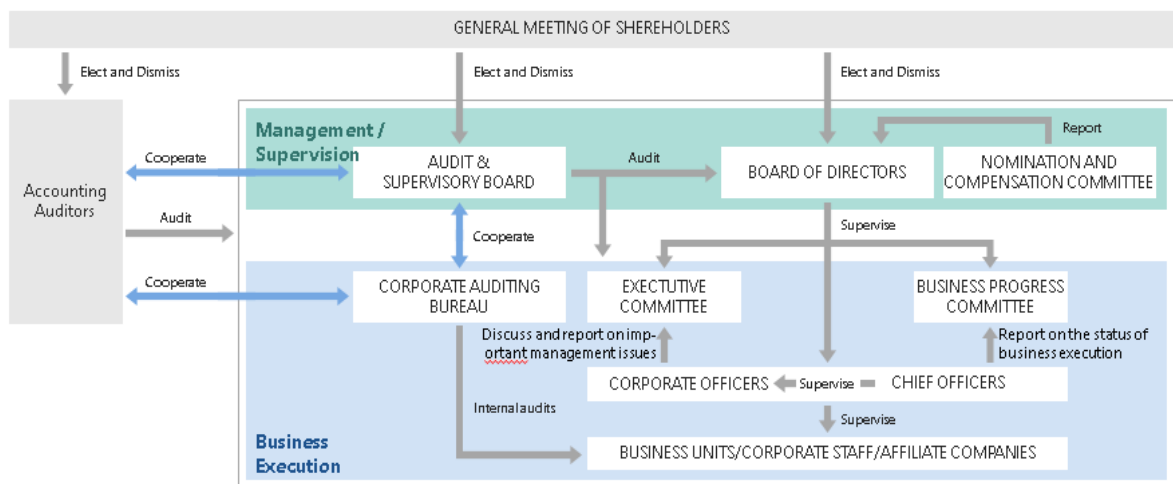 GENERAL MEETING OF SHEREHOLDERS
Elect and Dismiss
Elect and Dismiss
Elect and Dismiss
Management /
Supervision
Report
Cooperate
AUDIT &
SUPERVISORY BOARD
Audit
BOARD OF DIRECTORS
NOMINATION AND
COMPENSATION COMMITTEE
Accounting
Auditors
Audit
Cooperate
Supervise
Cooperate
CORPORATE AUDITING
BUREAU
EXECTUTIVE
COMMITTEE
BUSINESS PROGRESS
COMMITTEE
Discuss and report on imp-
ortant management issues
Report on the status of
business execution
CORPORATE OFFICERS
Supervise
CHIEF OFFICERS
Internal audits
Supervise
Business
Execution
BUSINESS UNITS/CORPORATE STAFF/AFFILIATE COMPANIES